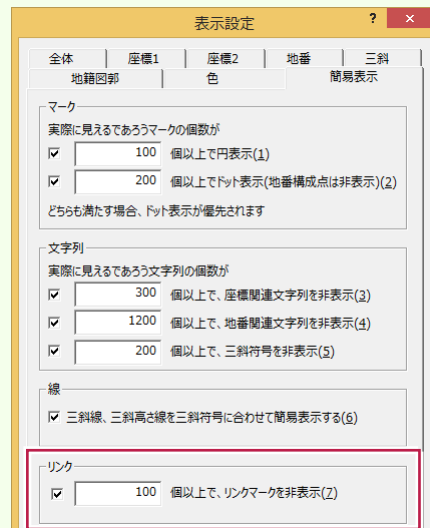 表示設定
? ×
全体 座標1 座標2 地番 三斜
地籍図郭 色 簡易表示
マーク
実際に見えるであろうマークの個数が
100 個以上で円表示(1)
200 個以上でドット表示(地番構成点は非表示)(2)
どちらも満たす場合、ドット表示が優先されます
文字列
実際に見えるであろう文字列の個数が
300 個以上で、座標関連文字列を非表示(3)
1200 個以上で、地番関連文字列を非表示(4)
200 個以上で、三斜符号を非表示(5)
線
三斜線、三斜高さ線を三斜符号に合わせて簡易表示する(6)
リンク
100 個以上で、リンクマークを非表示(7)